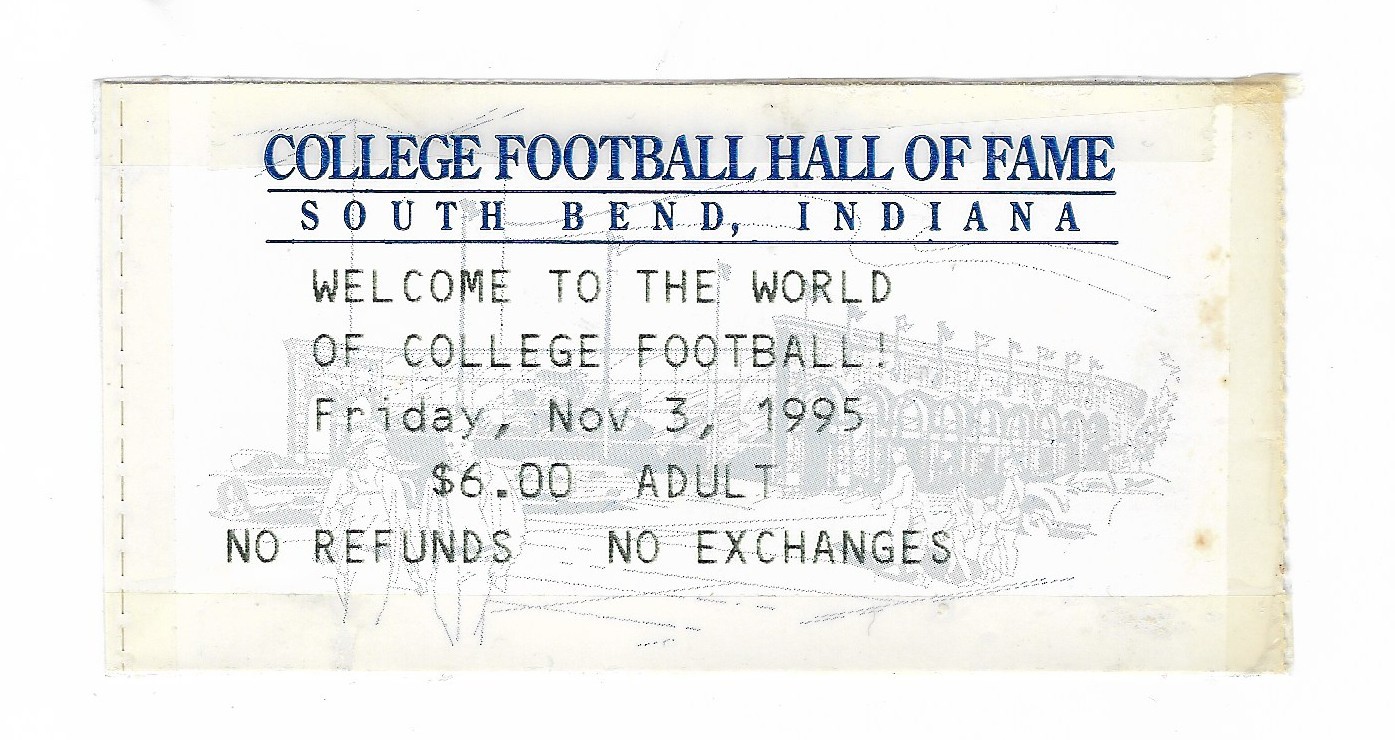 COLLEGE FOOTBALL HALL OF FAME
SOUTH BEND, INDIANA
WELCOME TO THE WORLD
OF COLLEGE FOOTBALL!
Friday, Nov 3, 1995
$6.00 ADULT
NO REFUNDS NO EXCHANGES